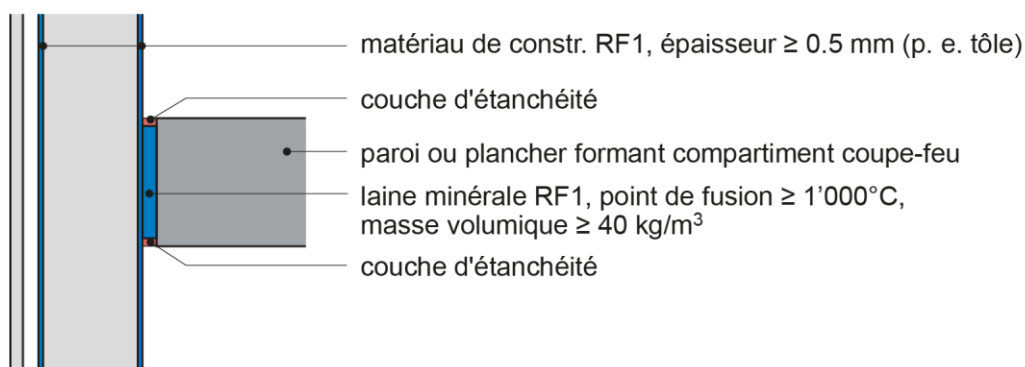 matériau de constr. RF1, épaisseur ≥ 0.5 mm (p. e. tôle)
couche d'étanchéité
paroi ou plancher formant compartiment coupe-feu
laine minérale RF1, point de fusion ≥ 1’000°C,
masse volumique ≥ 40 kg/m³
couche d'étanchéité